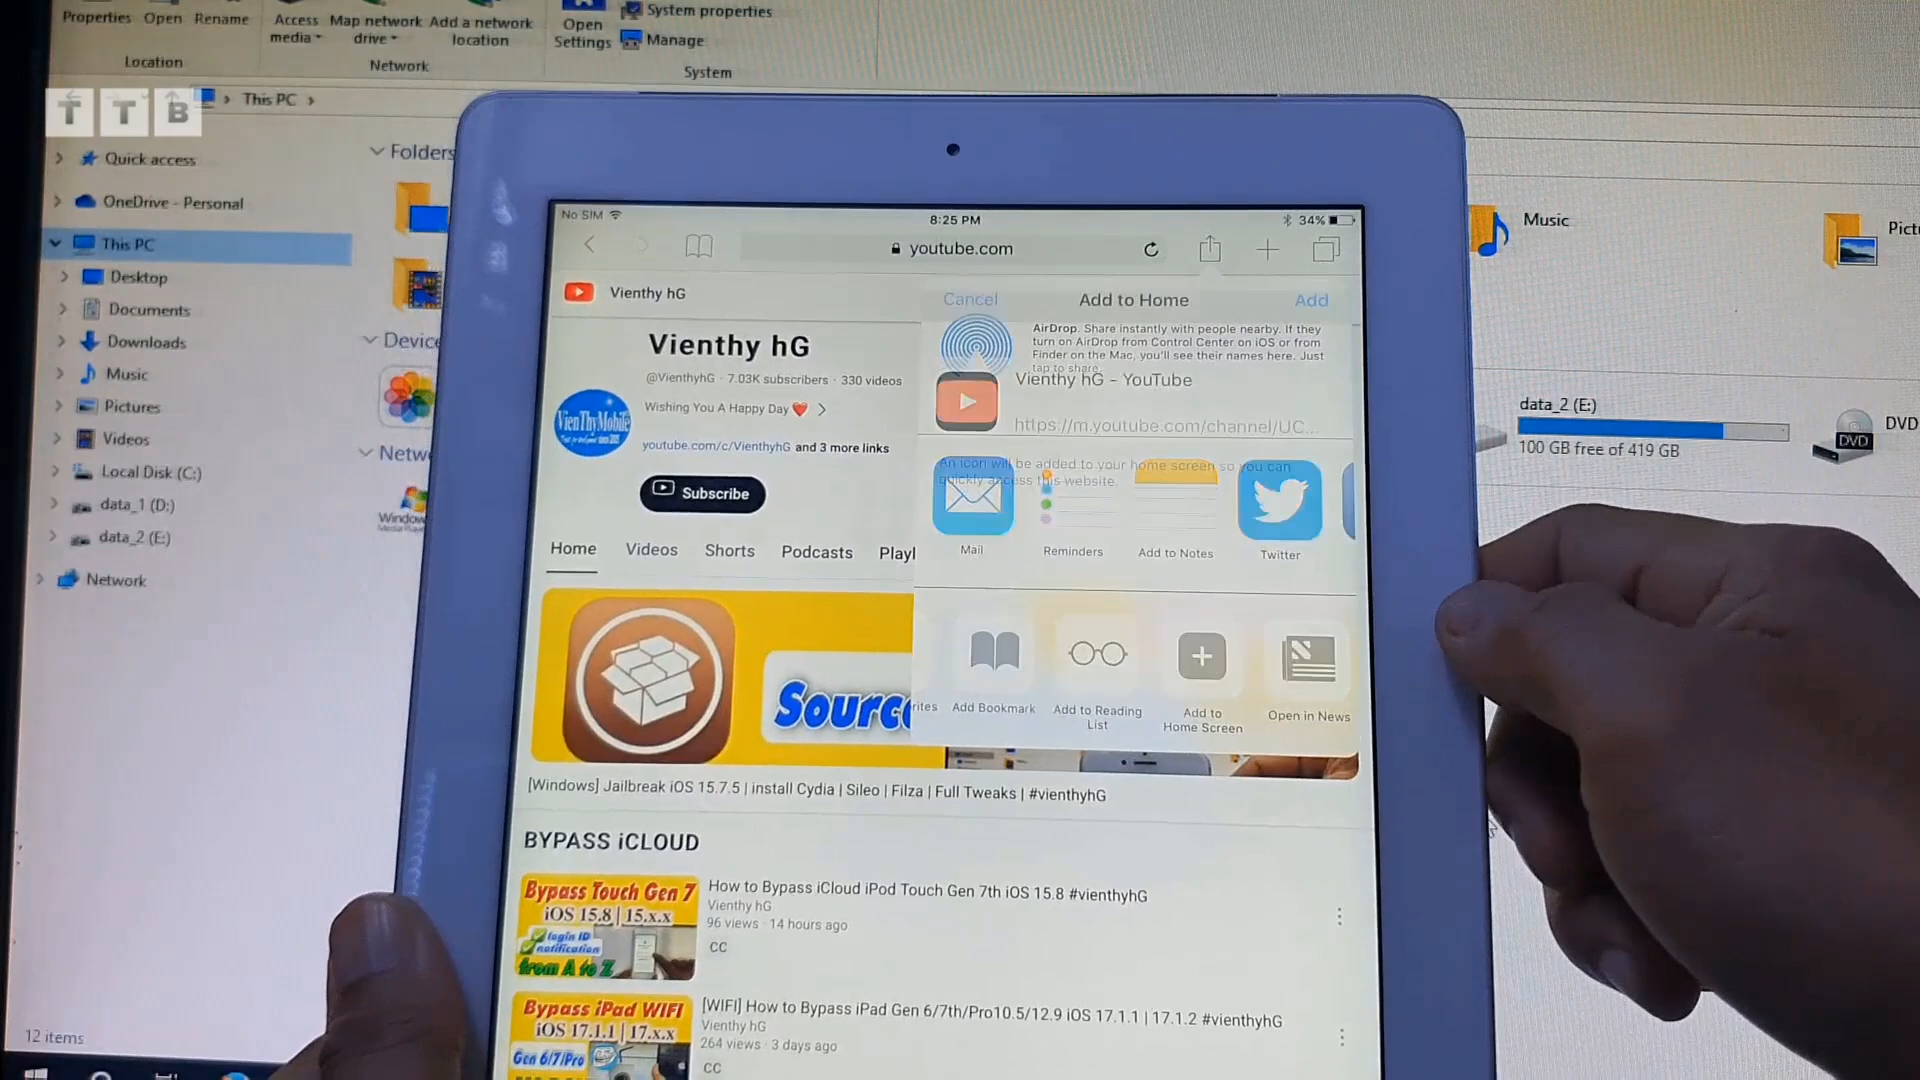 Properties Open Rename
Access media
Map network drive
Add a network location
Open Settings
System properties
Manage
Location
Network
System
T T B
This PC
Quick access
OneDrive - Personal
This PC
Desktop
Documents
Downloads
Music
Pictures
Videos
Local Disk (C:)
data_1 (D:)
data_2 (E:)
Network
12 items
Folders
Device
Netw
Window
Media Player
Music
Pictu
data_2 (E:)
100 GB free of 419 GB
DVD
DVD
No SIM
8:25 PM
34%
youtube.com
Vienthy hG
Vienthy hG
@VienthyhG · 7.03K subscribers · 330 videos
Wishing You A Happy Day ❤️
VienThyMobile
youtube.com/c/VienthyhG and 3 more links
Subscribe
Home Videos Shorts Podcasts Playl
Cancel Add to Home Add
AirDrop. Share instantly with people nearby. If they
turn on AirDrop from Control Center on iOS or from
Finder on the Mac, you'll see their names here. Just
tap to share.
Vienthy hG – YouTube
https://m.youtube.com/channel/UC...
An icon will be added to your home screen so you can
quickly access this website.
Mail Reminders Add to Notes Twitter
rites
Add Bookmark
Add to Reading List
Add to Home Screen
Open in News
Source
[Windows] Jailbreak iOS 15.7.5 | install Cydia | Sileo | Filza | Full Tweaks | #vienthyhG
BYPASS iCLOUD
Bypass Touch Gen 7
iOS 15.8 | 15.x.x
login ID
notification
from A to Z
How to Bypass iCloud iPod Touch Gen 7th iOS 15.8 #vienthyhG
Vienthy hG
96 views · 14 hours ago
CC
Bypass iPad WIFI
iOS 17.1.1 | 17.x.x
Gen 6/7/Pro
[WIFI] How to Bypass iPad Gen 6/7th/Pro10.5/12.9 iOS 17.1.1 | 17.1.2 #vienthyhG
Vienthy hG
264 views · 3 days ago
CC